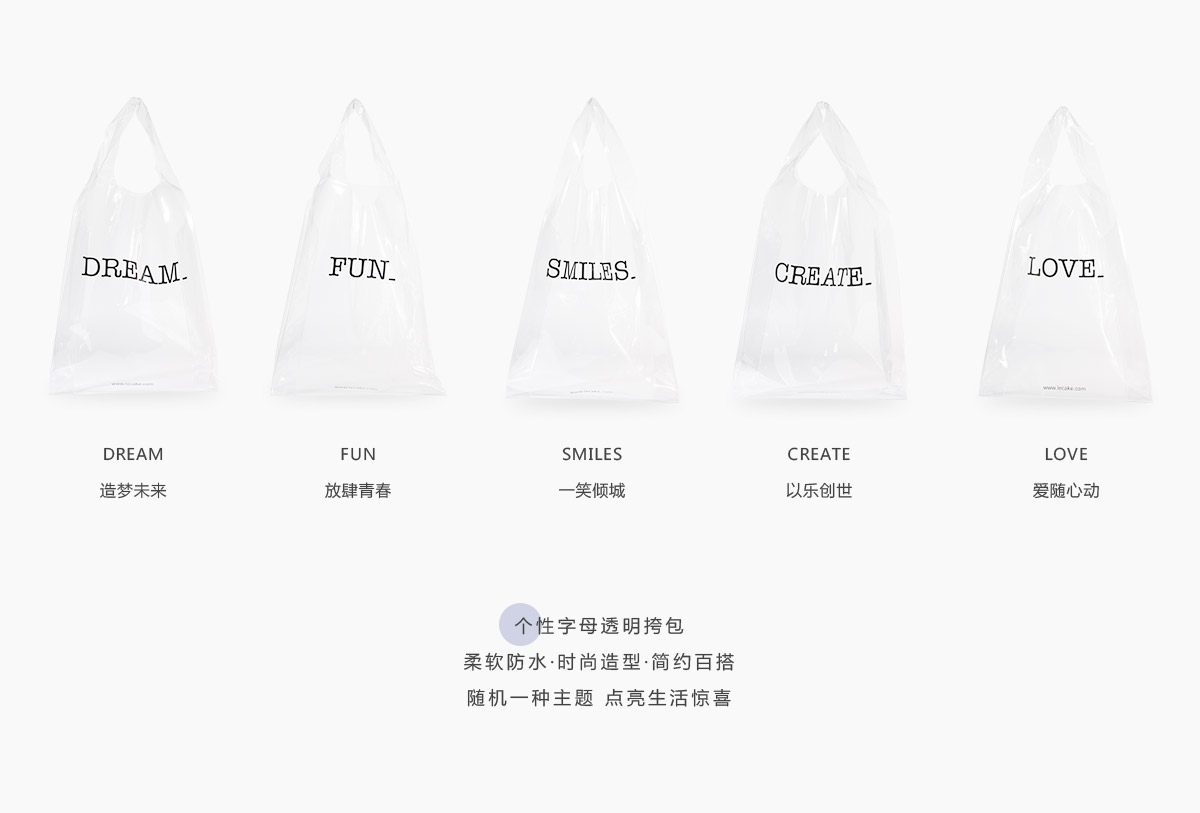 DREAM_
FUN_
SMILES_
CREATE_
LOVE_
www.lecake.com
www.lecake.com
DREAM
FUN
SMILES
CREATE
LOVE
造梦未来
放肆青春
一笑倾城
以乐创世
爱随心动
个性字母透明挎包
柔软防水·时尚造型·简约百搭
随机一种主题 点亮生活惊喜